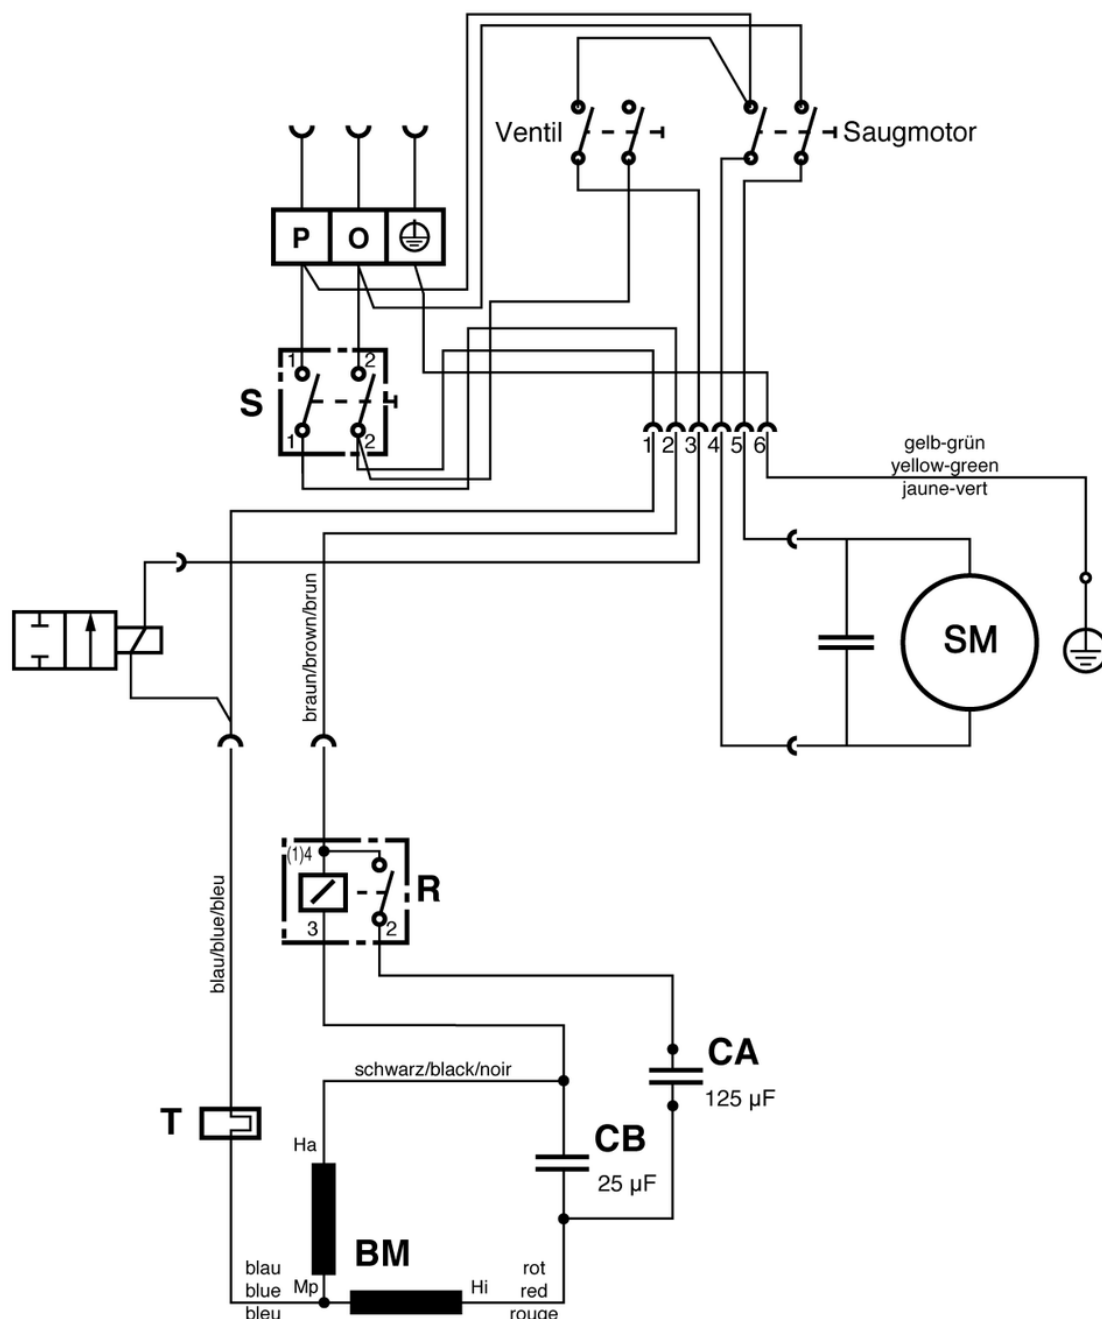 Ventil
Saugmotor
P
O
1
2
S
1
2
1
2
3
4
5
6
gelb-grün
yellow-green
jaune-vert
SM
braun/brown/brun
(1)4
R
3
2
blau/blue/bleu
CA
125 µF
schwarz/black/noir
T
Ha
CB
25 µF
BM
blau
blue
bleu
Mp
Hi
rot
red
rouge